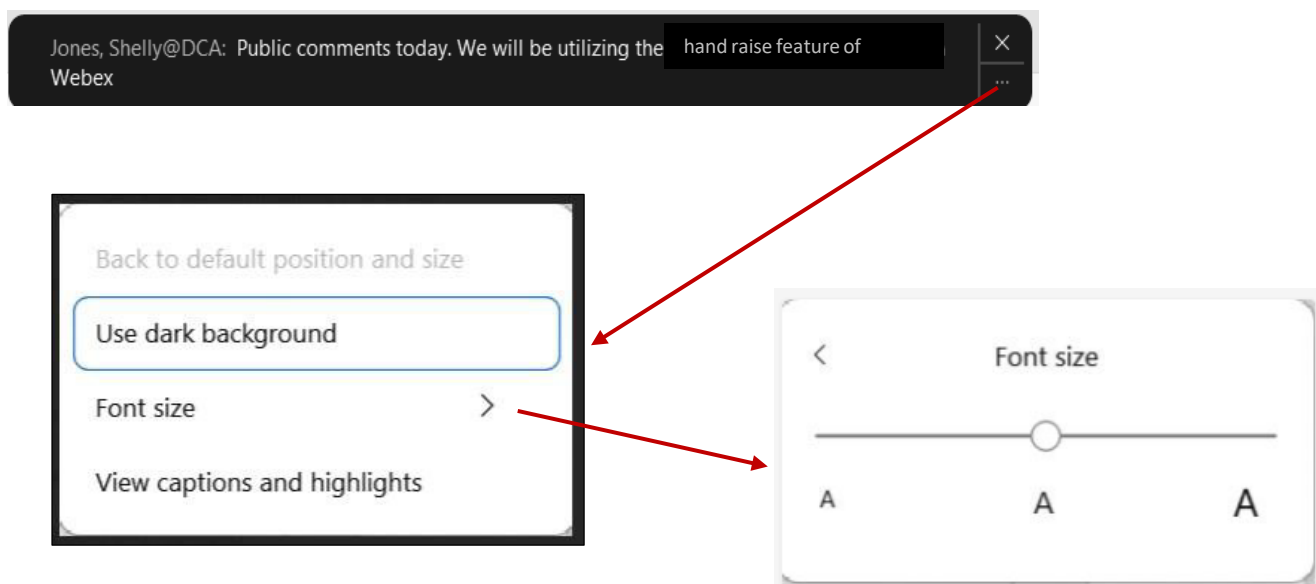 Jones, Shelly@DCA: Public comments today. We will be utilizing the hand raise feature of
Webex
...
Back to default position and size
Use dark background
Font size
View captions and highlights
Font size
A A A